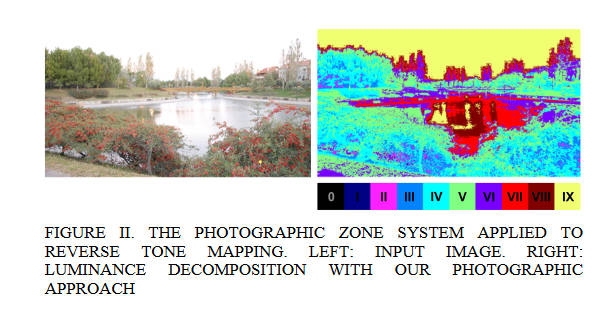 0 I II III IV V VI VII VIII IX
FIGURE II. THE PHOTOGRAPHIC ZONE SYSTEM APPLIED TO
REVERSE TONE MAPPING. LEFT: INPUT IMAGE. RIGHT:
LUMINANCE DECOMPOSITION WITH OUR PHOTOGRAPHIC
APPROACH